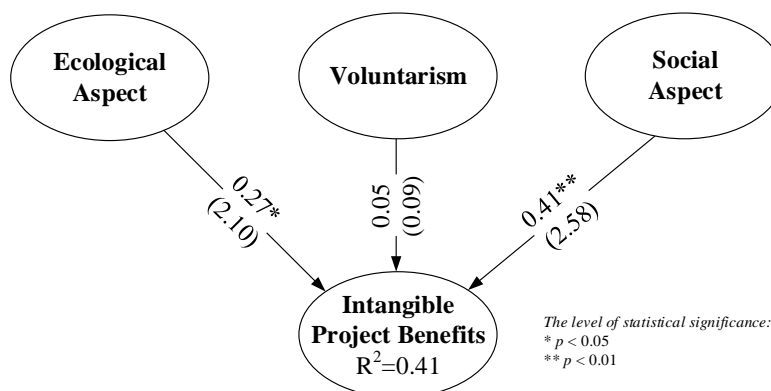 Ecological
Aspect
Voluntarism
Social
Aspect
0.27*
(2.10)
0.05
(0.09)
0.41**
(2.58)
Intangible
Project Benefits
R²=0.41
The level of statistical significance:
* p < 0.05
** p < 0.01